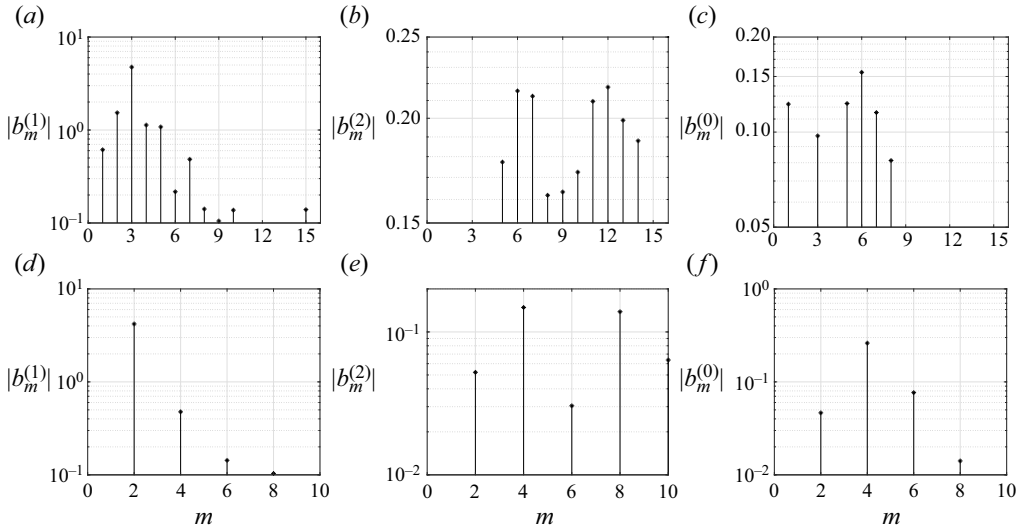 (a) (b) (c)
10^1 0.25 0.20
|b_m^{(1)}| 10^0 |b_m^{(2)}| 0.20 |b_m^{(0)}| 0.15 0.10
10^{-1} 0.15 0.05
0 3 6 9 12 15 0 3 6 9 12 15 0 3 6 9 12 15
(d) (e) (f)
10^1 10^0
|b_m^{(1)}| 10^0 |b_m^{(2)}| 10^{-1} |b_m^{(0)}| 10^{-1}
10^{-1} 10^{-2} 10^{-2}
0 2 4 6 8 10 0 2 4 6 8 10 0 2 4 6 8 10
m m m